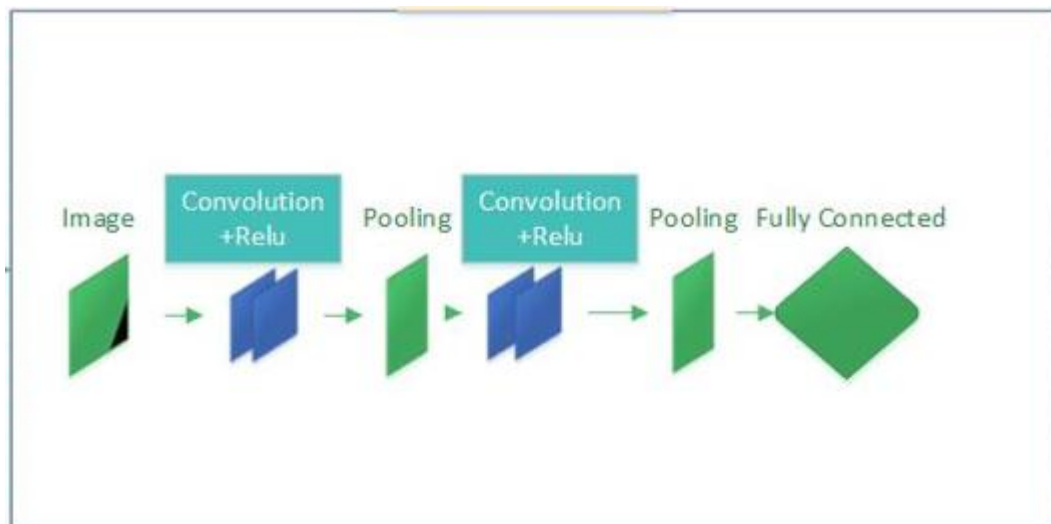 Image
Convolution
+Relu
Pooling
Convolution
+Relu
Pooling
Fully Connected